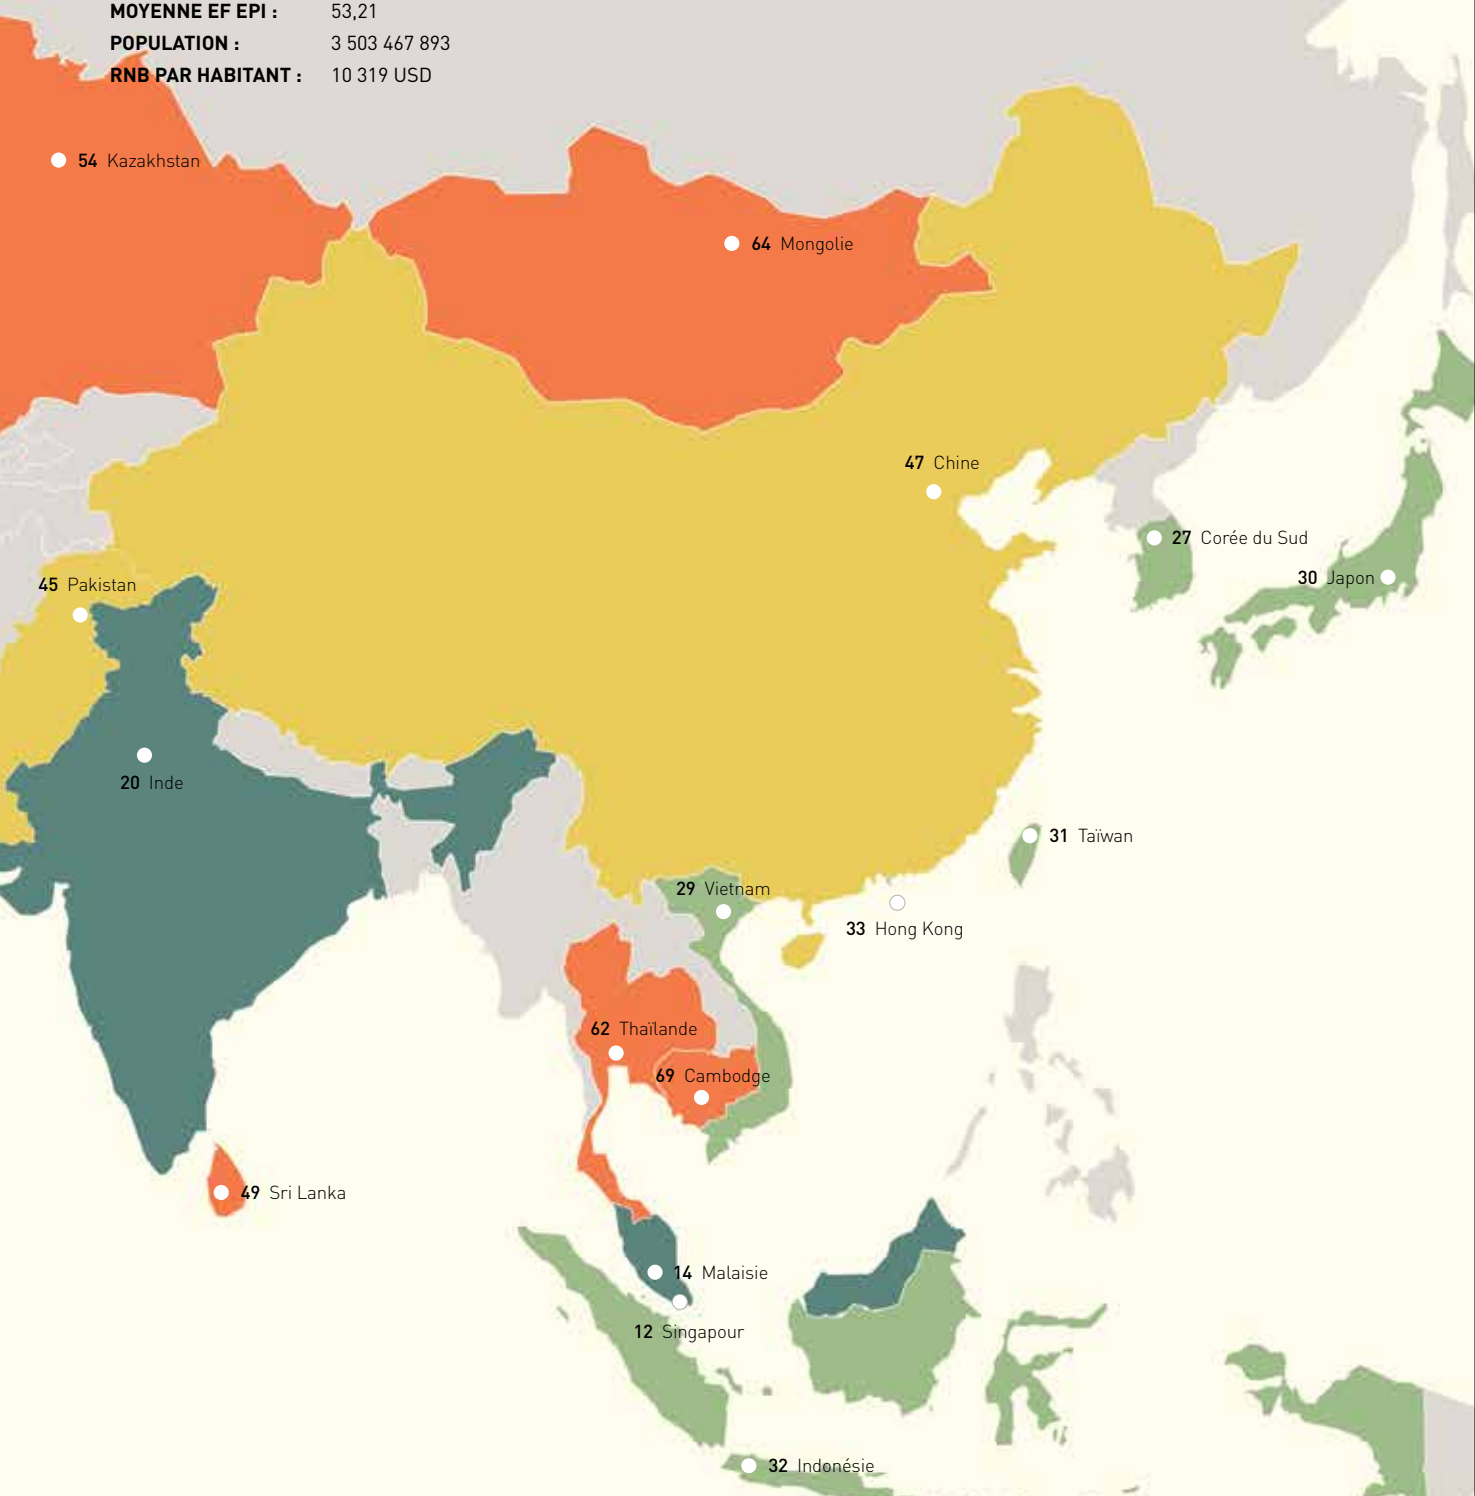 MOYENNE EF EPI : 53,21
POPULATION : 3 503 467 893
RNB PAR HABITANT : 10 319 USD
54 Kazakhstan
64 Mongolie
47 Chine
27 Corée du Sud
30 Japon
45 Pakistan
20 Inde
31 Taïwan
29 Vietnam
33 Hong Kong
62 Thaïlande
69 Cambodge
49 Sri Lanka
14 Malaisie
12 Singapour
32 Indonésie